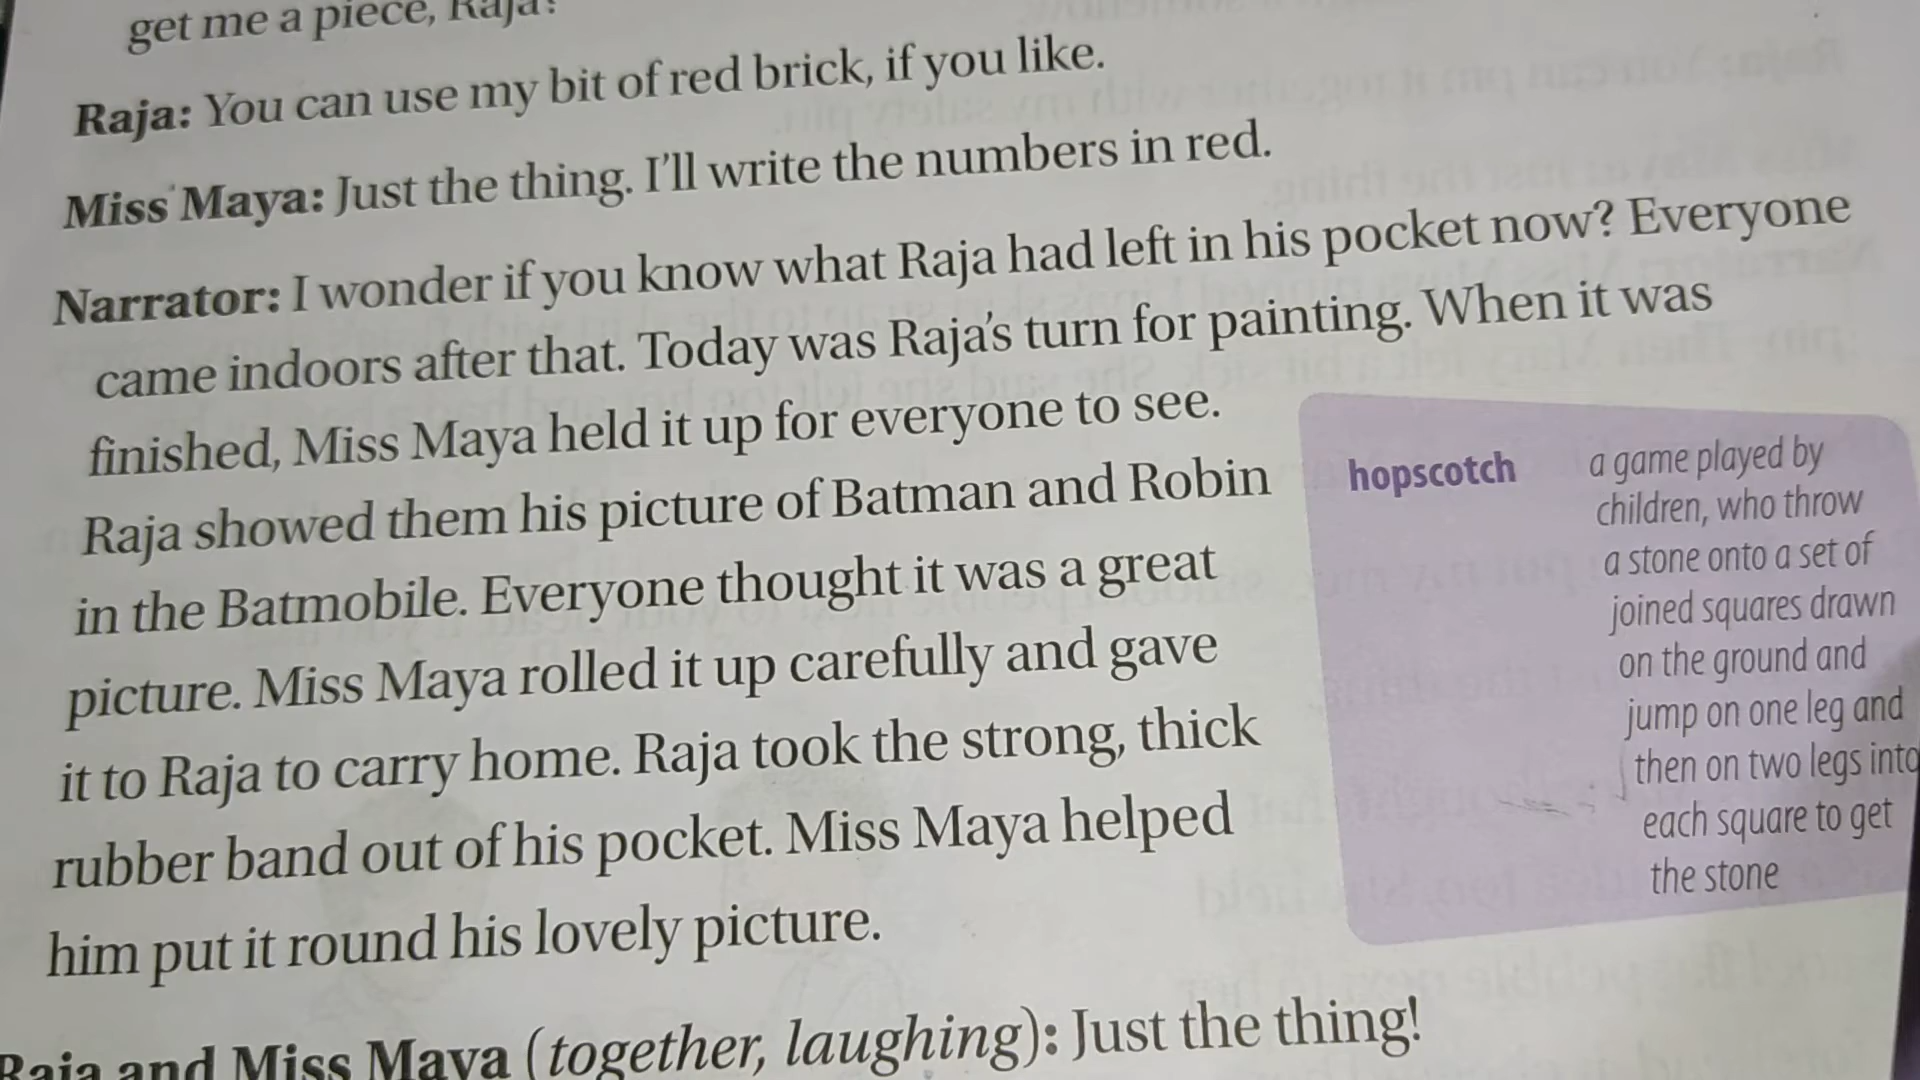 get me a piece, Raja?
Raja: You can use my bit of red brick, if you like.
Miss Maya: Just the thing. I'll write the numbers in red.
Narrator: I wonder if you know what Raja had left in his pocket now? Everyone
came indoors after that. Today was Raja's turn for painting. When it was
finished, Miss Maya held it up for everyone to see.
Raja showed them his picture of Batman and Robin
in the Batmobile. Everyone thought it was a great
picture. Miss Maya rolled it up carefully and gave
it to Raja to carry home. Raja took the strong, thick
rubber band out of his pocket. Miss Maya helped
him put it round his lovely picture.
Raja and Miss Maya (together, laughing): Just the thing!
hopscotch a game played by
children, who throw
a stone onto a set of
joined squares drawn
on the ground and
jump on one leg and
then on two legs into
each square to get
the stone